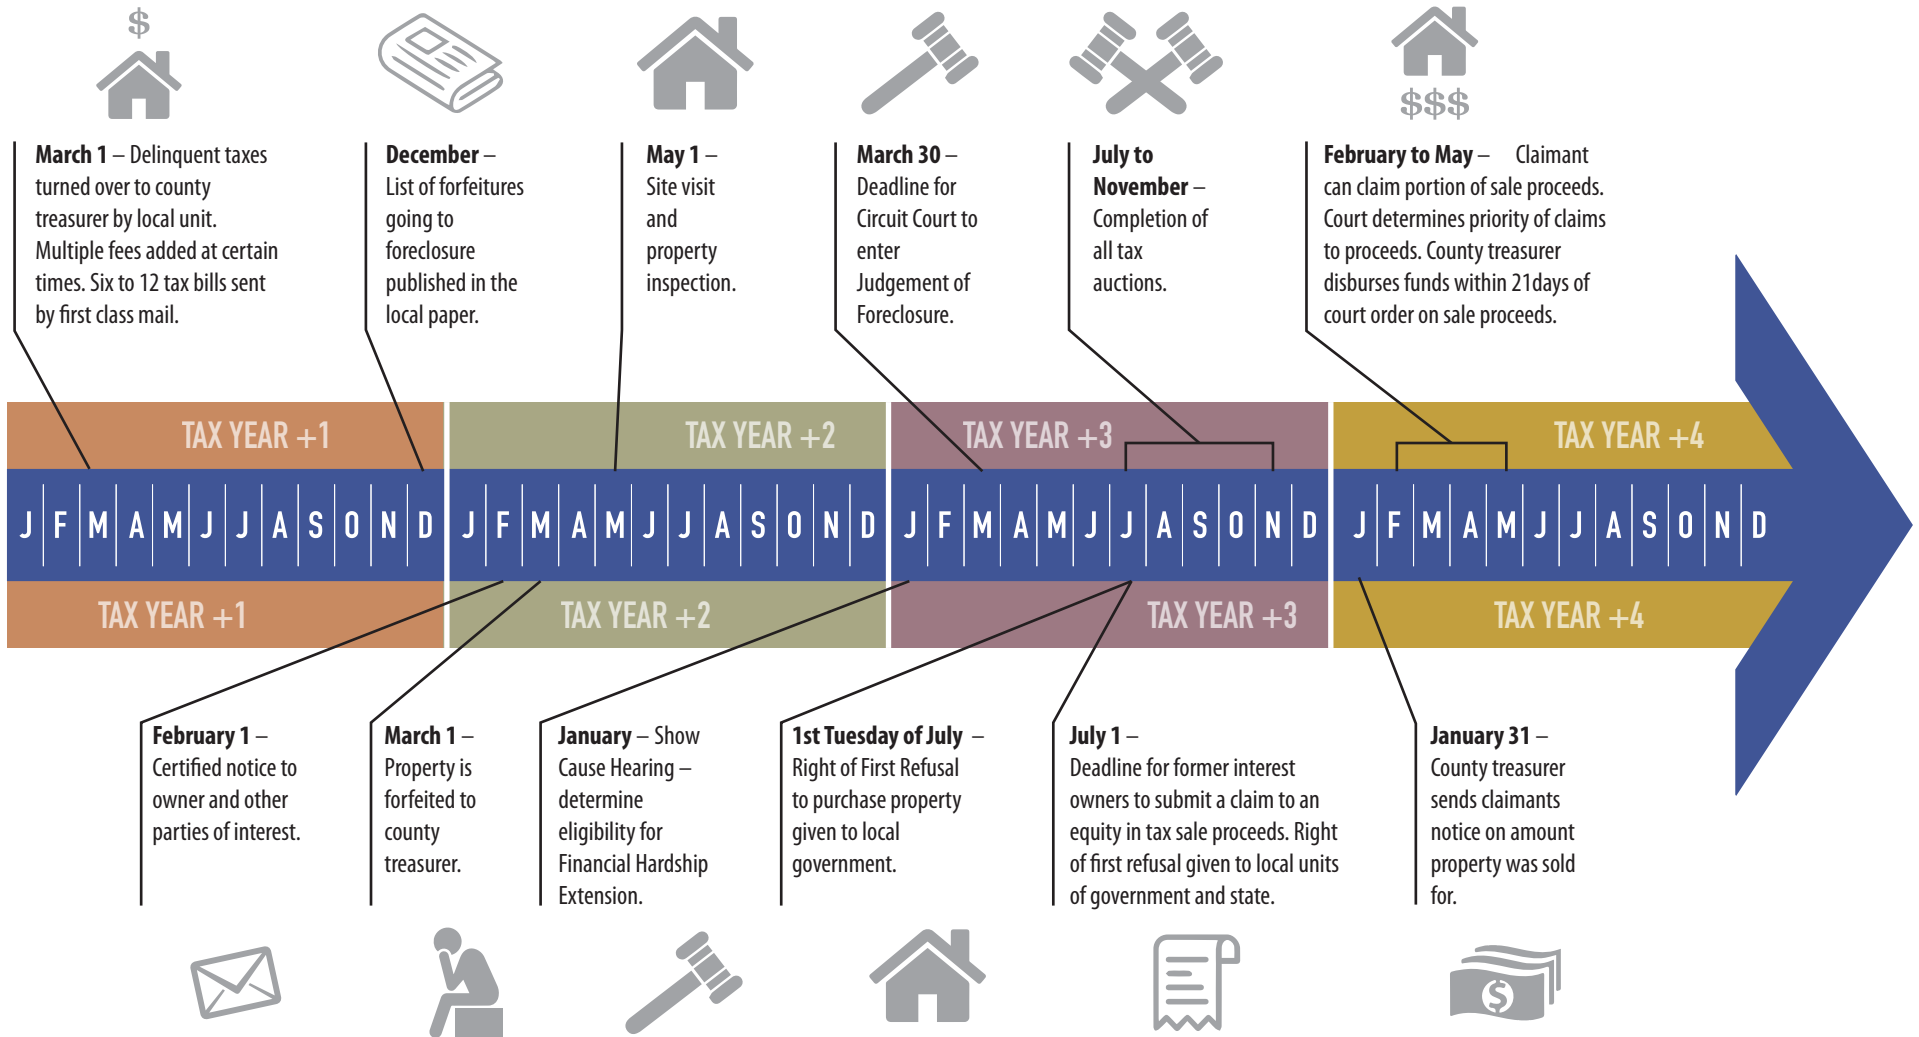 $
$$$
March 1 – Delinquent taxes
turned over to county
treasurer by local unit.
Multiple fees added at certain
times. Six to 12 tax bills sent
by first class mail.
December –
List of forfeitures
going to
foreclosure
published in the
local paper.
May 1 –
Site visit
and
property
inspection.
March 30 –
Deadline for
Circuit Court to
enter
Judgement of
Foreclosure.
July to
November –
Completion of
all tax
auctions.
February to May – Claimant
can claim portion of sale proceeds.
Court determines priority of claims
to proceeds. County treasurer
disburses funds within 21days of
court order on sale proceeds.
TAX YEAR +1
TAX YEAR +2
TAX YEAR +3
TAX YEAR +4
J F M A M J J A S O N D J F M A M J J A S O N D J F M A M J J A S O N D J F M A M J J A S O N D
TAX YEAR +1
TAX YEAR +2
TAX YEAR +3
TAX YEAR +4
February 1 –
Certified notice to
owner and other
parties of interest.
March 1 –
Property is
forfeited to
county
treasurer.
January – Show
Cause Hearing –
determine
eligibility for
Financial Hardship
Extension.
1st Tuesday of July –
Right of First Refusal
to purchase property
given to local
government.
July 1 –
Deadline for former interest
owners to submit a claim to an
equity in tax sale proceeds. Right
of first refusal given to local units
of government and state.
January 31 –
County treasurer
sends claimants
notice on amount
property was sold
for.
$